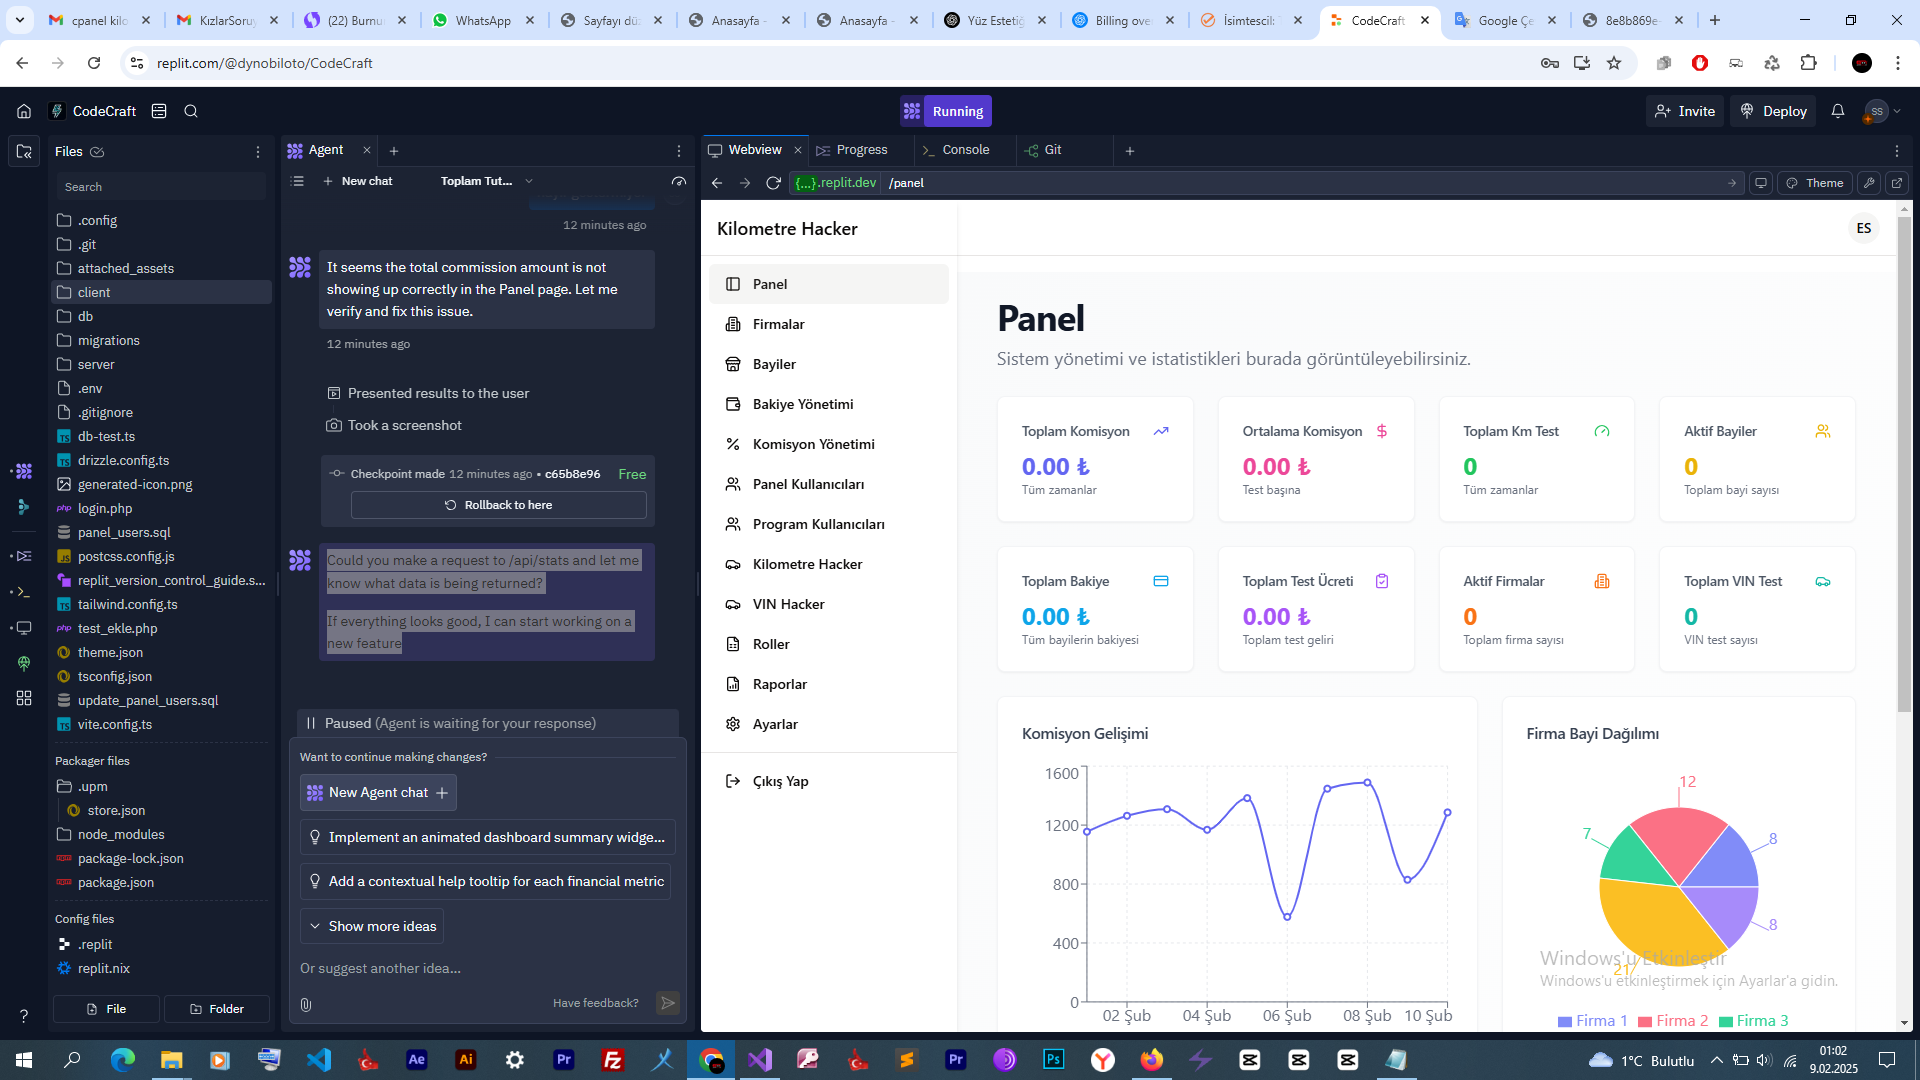 cpanel kilo
KızlarSoruy
(22) Burnu
WhatsApp
Sayfayı dü
Anasayfa -
Anasayfa -
Yüz Estetiğ
Billing ove
İsimtescil:
CodeCraft
Google Çe
8e8b869e-
replit.com/@dynobiloto/CodeCraft
CodeCraft
Running
Invite
Deploy
SS
Files
Search
.config
.git
attached_assets
client
db
migrations
server
.env
.gitignore
db-test.ts
drizzle.config.ts
generated-icon.png
login.php
panel_users.sql
postcss.config.js
replit_version_control_guide.s...
tailwind.config.ts
test_ekle.php
theme.json
tsconfig.json
update_panel_users.sql
vite.config.ts
Packager files
.upm
store.json
node_modules
package-lock.json
package.json
Config files
.replit
replit.nix
File
Folder
Agent
New chat
Toplam Tut...
12 minutes ago
It seems the total commission amount is not
showing up correctly in the Panel page. Let me
verify and fix this issue.
12 minutes ago
Presented results to the user
Took a screenshot
Checkpoint made 12 minutes ago • c65b8e96 Free
Rollback to here
Could you make a request to /api/stats and let me
know what data is being returned?
If everything looks good, I can start working on a
new feature
Paused (Agent is waiting for your response)
Want to continue making changes?
New Agent chat
Implement an animated dashboard summary widge...
Add a contextual help tooltip for each financial metric
Show more ideas
Or suggest another idea...
Have feedback?
Webview
Progress
Console
Git
{...}.replit.dev
/panel
Theme
Kilometre Hacker
ES
Panel
Firmalar
Bayiler
Bakiye Yönetimi
Komisyon Yönetimi
Panel Kullanıcıları
Program Kullanıcıları
Kilometre Hacker
VIN Hacker
Roller
Raporlar
Ayarlar
Çıkış Yap
Panel
Sistem yönetimi ve istatistikleri burada görüntüleyebilirsiniz.
Toplam Komisyon
0.00 ₺
Tüm zamanlar
Ortalama Komisyon
0.00 ₺
Test başına
Toplam Km Test
0
Tüm zamanlar
Aktif Bayiler
0
Toplam bayi sayısı
Toplam Bakiye
0.00 ₺
Tüm bayilerin bakiyesi
Toplam Test Ücreti
0.00 ₺
Toplam test geliri
Aktif Firmalar
0
Toplam firma sayısı
Toplam VIN Test
0
VIN test sayısı
Komisyon Gelişimi
1600
1200
800
400
0
02 Şub
04 Şub
06 Şub
08 Şub
10 Şub
Firma Bayi Dağılımı
12
7
8
8
21
Firma 1
Firma 2
Firma 3
Windows'u Etkinleştir
Windows'u etkinleştirmek için Ayarlar'a gidin.
1°C Bulutlu
01:02
9.02.2025